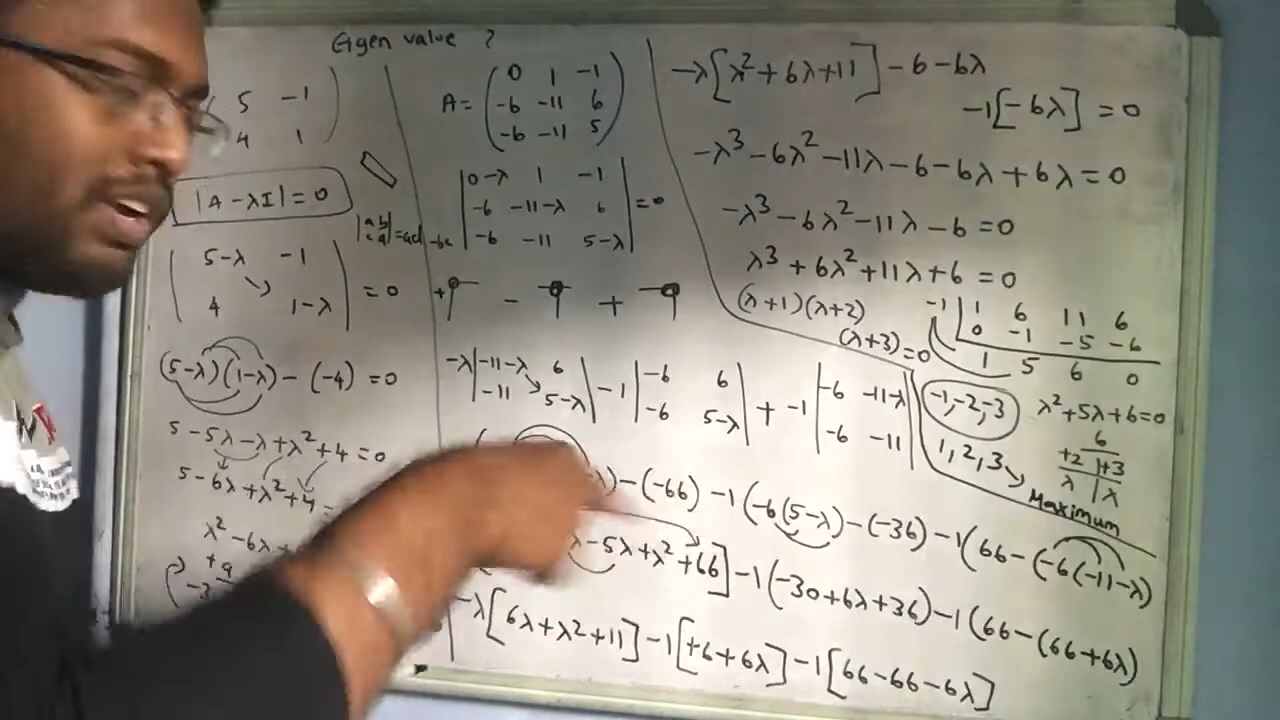 Eigen value ?
5 -1
4 1
|A - λI| = 0
| 5-λ -1 |
| 4 1-λ | = 0
(5-λ)(1-λ) - (-4) = 0
5 - 5λ - λ + λ² + 4 = 0
5 - 6λ + λ² + 4 =
λ² - 6λ +
+9
-3
|a b|
|c d| = ad - bc
A = ( 0 1 -1
-6 -11 6
-6 -11 5 )
| 0-λ 1 -1 |
| -6 -11-λ 6 | = 0
| -6 -11 5-λ |
+ - +
-λ | -11-λ 6 | -1 | -6 6 | + -1 | -6 -11-λ |
| -11 5-λ | | -6 5-λ | | -6 -11 |
λ) - (-66) -1 (-6(5-λ) - (-36) -1 (66 - (-6(-11-λ)
λ - 5λ + λ² + 66] -1 (-30+6λ+36) -1 (66 - (66+6λ)
-λ [6λ + λ² + 11] -1 [+6+6λ] -1 [66-66-6λ]
-λ[λ² + 6λ + 11] - 6 - 6λ
-1[-6λ] = 0
-λ³ - 6λ² - 11λ - 6 - 6λ + 6λ = 0
-λ³ - 6λ² - 11λ - 6 = 0
λ³ + 6λ² + 11λ + 6 = 0
(λ+1)(λ+2)
(λ+3) = 0
-1 | 1 6 11 6
0 -1 -5 -6
1 5 6 0
-1, -2, -3
λ² + 5λ + 6 = 0
1, 2, 3
Maximum
6
+2 | +3
λ | λ